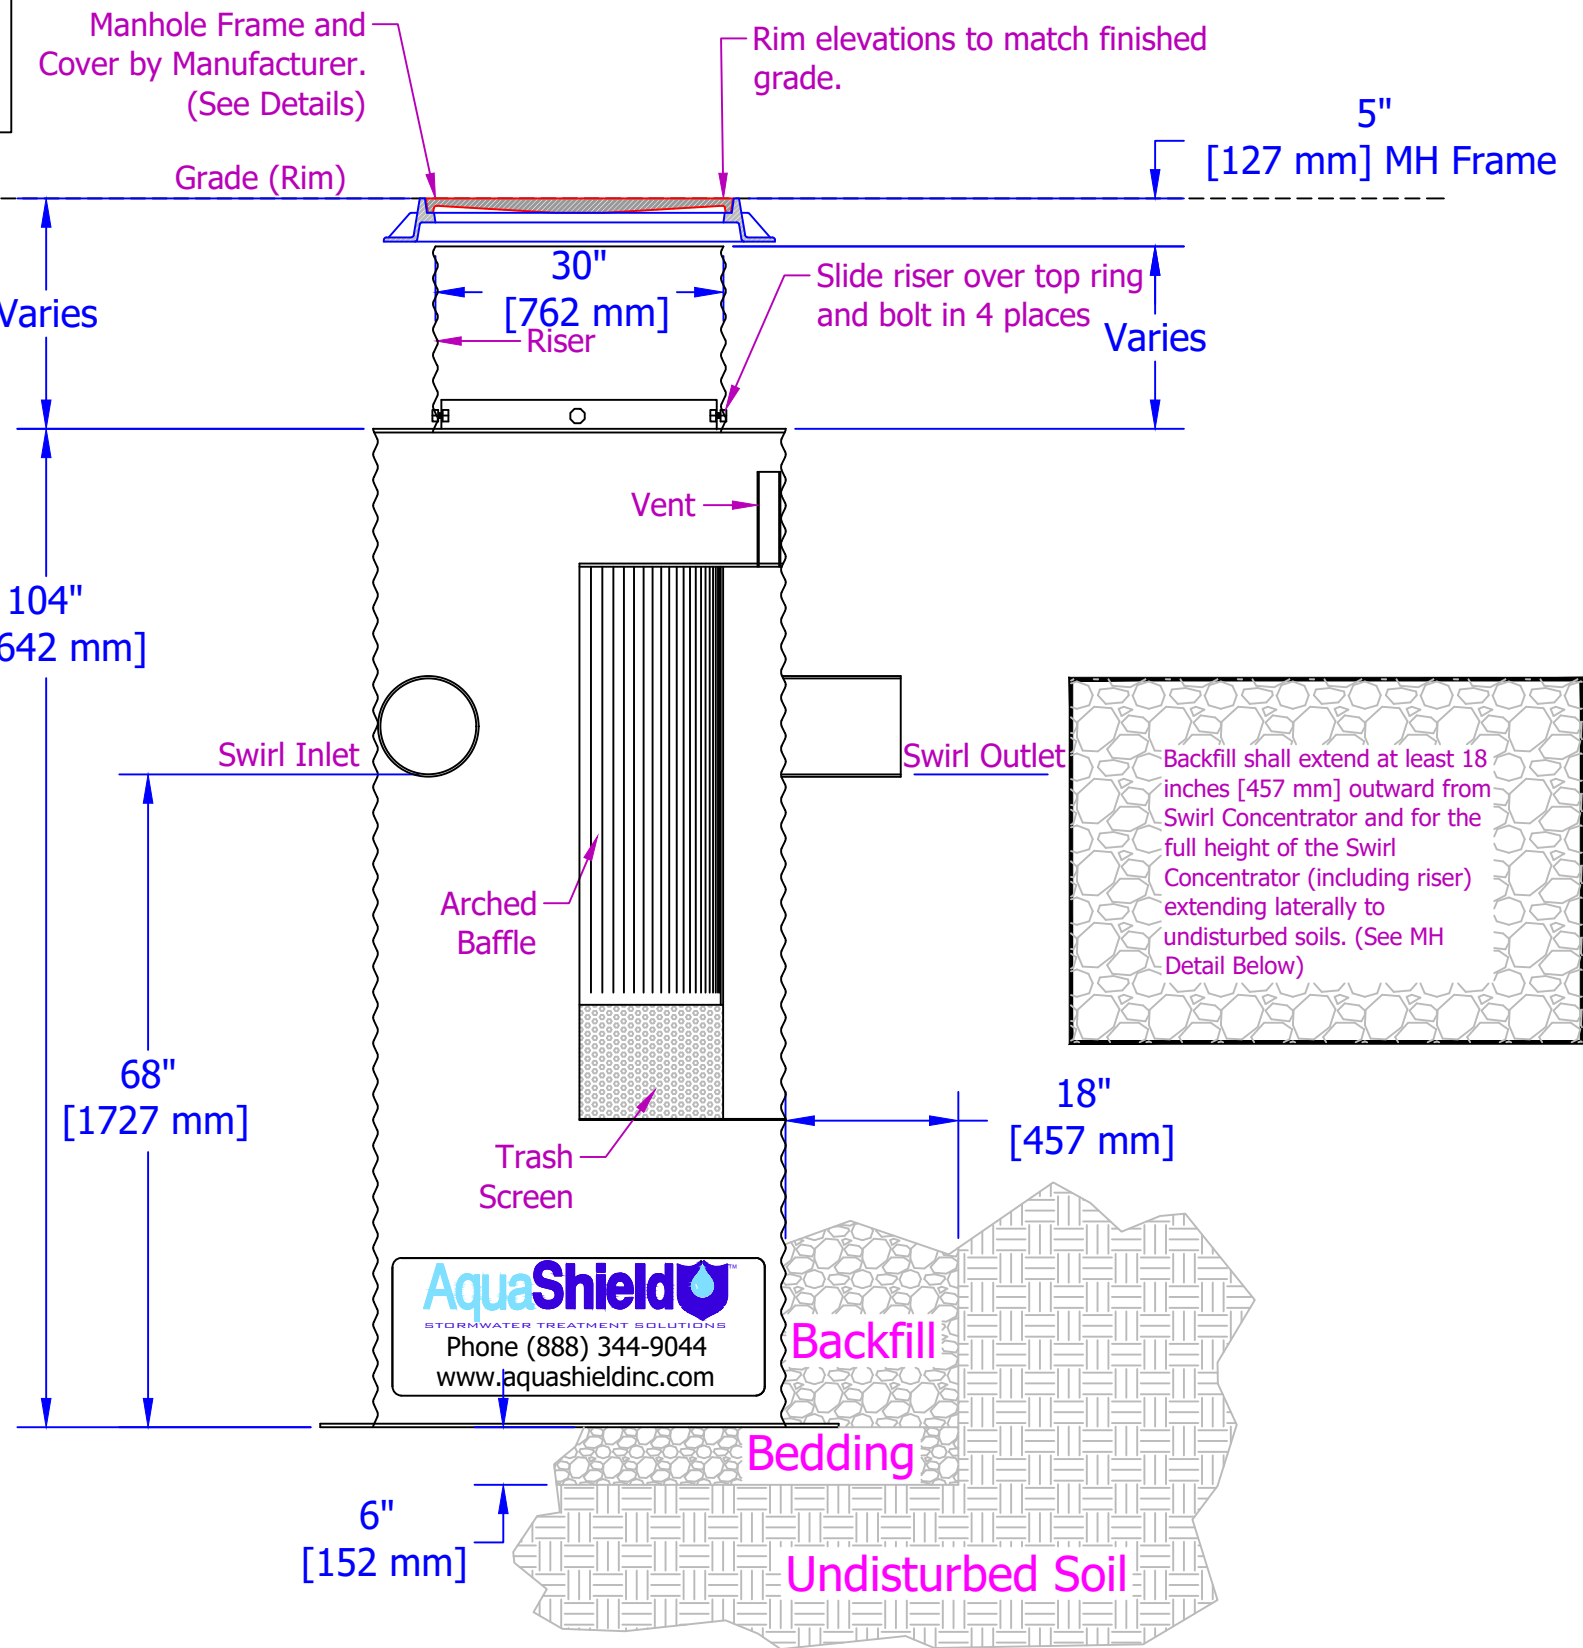 Manhole Frame and
Cover by Manufacturer.
(See Details)
Rim elevations to match finished
grade.
5"
[127 mm] MH Frame
Grade (Rim)
30"
[762 mm]
Riser
Slide riser over top ring
and bolt in 4 places
Varies
Varies
Vent
104"
642 mm]
Swirl Inlet
Swirl Outlet
Backfill shall extend at least 18
inches [457 mm] outward from
Swirl Concentrator and for the
full height of the Swirl
Concentrator (including riser)
extending laterally to
undisturbed soils. (See MH
Detail Below)
Arched
Baffle
68"
[1727 mm]
18"
[457 mm]
Trash
Screen
AquaShield™
STORMWATER TREATMENT SOLUTIONS
Phone (888) 344-9044
www.aquashieldinc.com
Backfill
Bedding
6"
[152 mm]
Undisturbed Soil